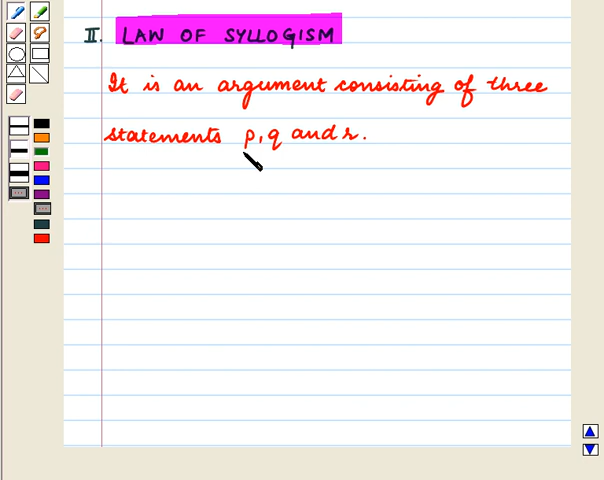 II. LAW OF SYLLOGISM
It is an argument consisting of three
statements p, q and r.